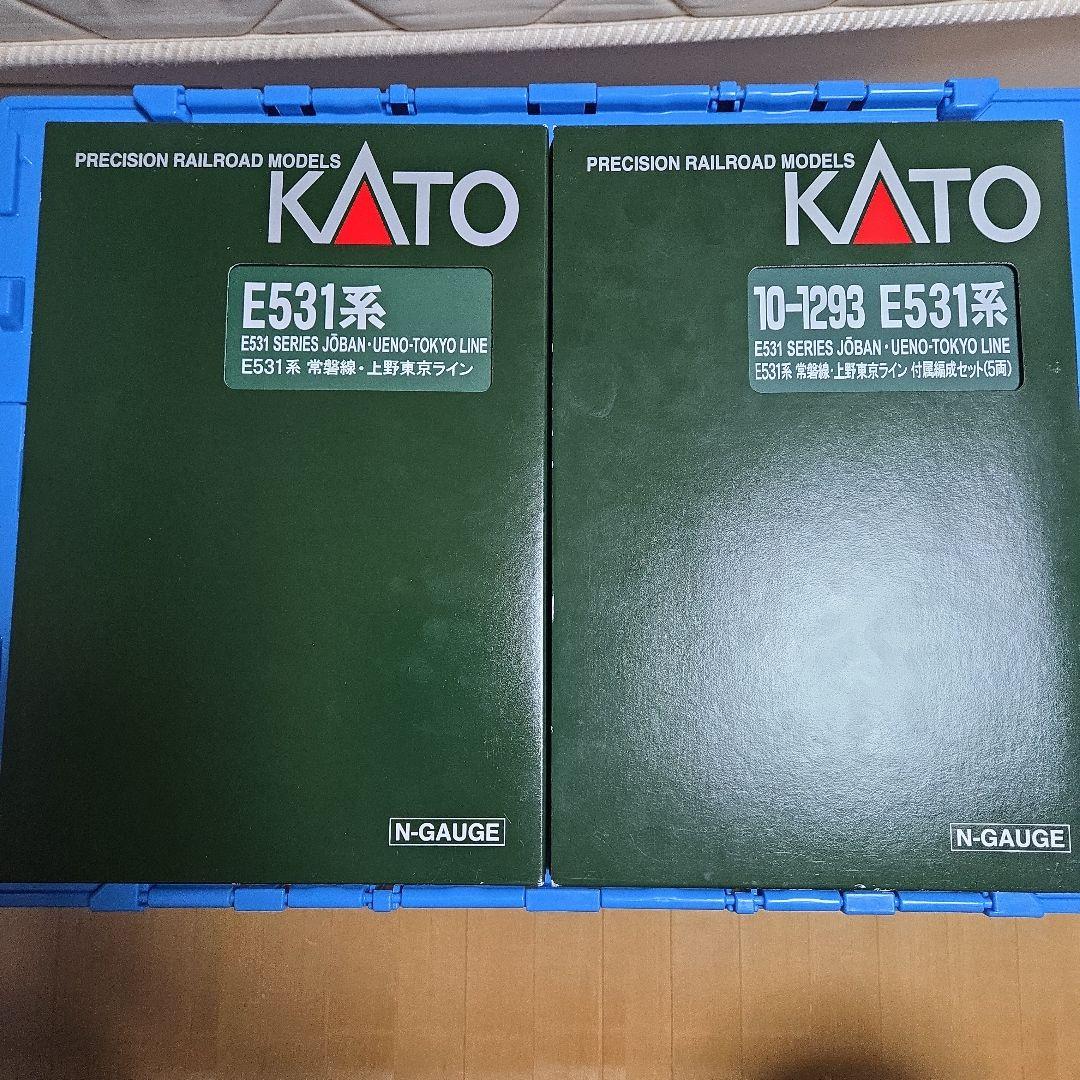 PRECISION RAILROAD MODELS
KATO
E531系
E531 SERIES JŌBAN・UENO-TOKYO LINE
E531系 常磐線・上野東京ライン
N-GAUGE
PRECISION RAILROAD MODELS
KATO
10-1293 E531系
E531 SERIES JŌBAN・UENO-TOKYO LINE
E531系 常磐線・上野東京ライン 付属編成セット(5両)
N-GAUGE